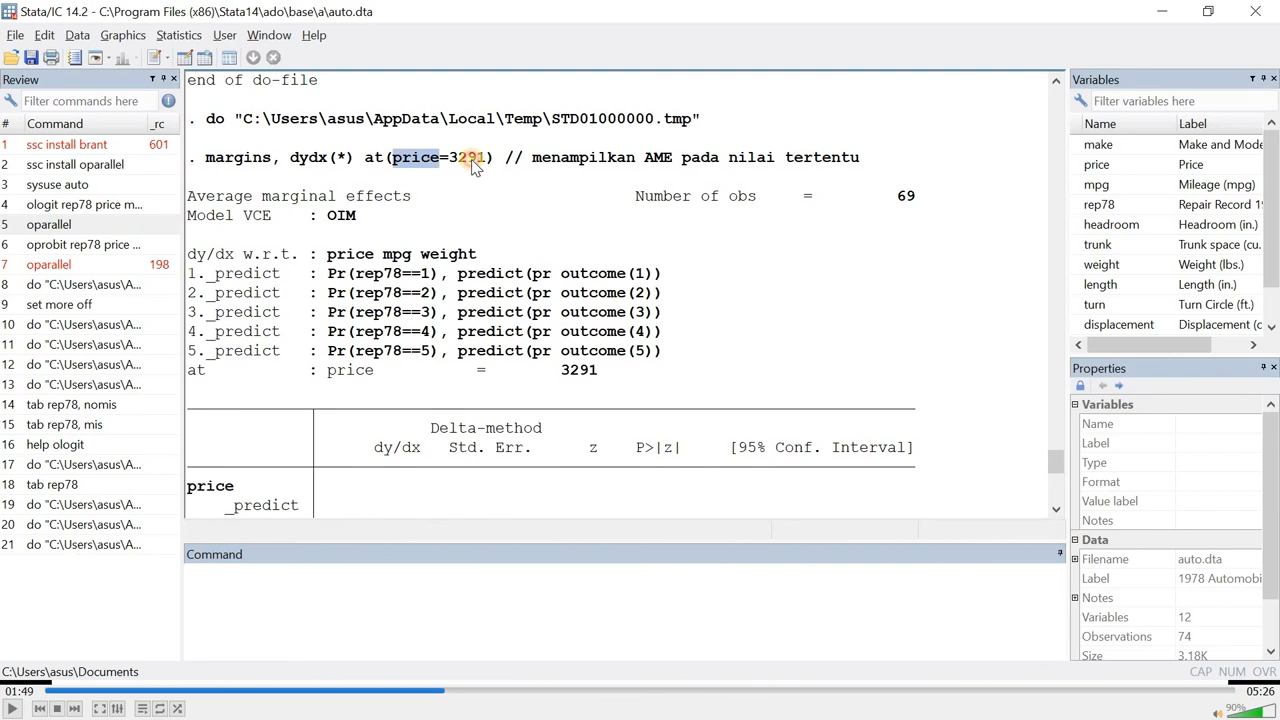 Stata/IC 14.2 - C:\Program Files (x86)\Stata14\ado\base\a\auto.dta
File Edit Data Graphics Statistics User Window Help
Review
Filter commands here
# Command _rc
1 ssc install brant 601
2 ssc install oparallel
3 sysuse auto
4 ologit rep78 price m...
5 oparallel
6 oprobit rep78 price ...
7 oparallel 198
8 do "C:\Users\asus\A...
9 set more off
10 do "C:\Users\asus\A...
11 do "C:\Users\asus\A...
12 do "C:\Users\asus\A...
13 do "C:\Users\asus\A...
14 tab rep78, nomis
15 tab rep78, mis
16 help ologit
17 do "C:\Users\asus\A...
18 tab rep78
19 do "C:\Users\asus\A...
20 do "C:\Users\asus\A...
21 do "C:\Users\asus\A...
end of do-file
. do "C:\Users\asus\AppData\Local\Temp\STD01000000.tmp"
. margins, dydx(*) at(price=3291) // menampilkan AME pada nilai tertentu
Average marginal effects Number of obs = 69
Model VCE : OIM
dy/dx w.r.t. : price mpg weight
1._predict : Pr(rep78==1), predict(pr outcome(1))
2._predict : Pr(rep78==2), predict(pr outcome(2))
3._predict : Pr(rep78==3), predict(pr outcome(3))
4._predict : Pr(rep78==4), predict(pr outcome(4))
5._predict : Pr(rep78==5), predict(pr outcome(5))
at : price = 3291
Delta-method
dy/dx Std. Err. z P>|z| [95% Conf. Interval]
price
_predict
Command
Variables
Filter variables here
Name Label
make Make and Mod
price Price
mpg Mileage (mpg)
rep78 Repair Record 1
headroom Headroom (in.)
trunk Trunk space (cu.
weight Weight (lbs.)
length Length (in.)
turn Turn Circle (ft.)
displacement Displacement (c
Properties
Variables
Name
Label
Type
Format
Value label
Notes
Data
Filename auto.dta
Label 1978 Automobi
Notes
Variables 12
Observations 74
Size 3.18K
C:\Users\asus\Documents
CAP NUM OVR
01:49
05:26
90%